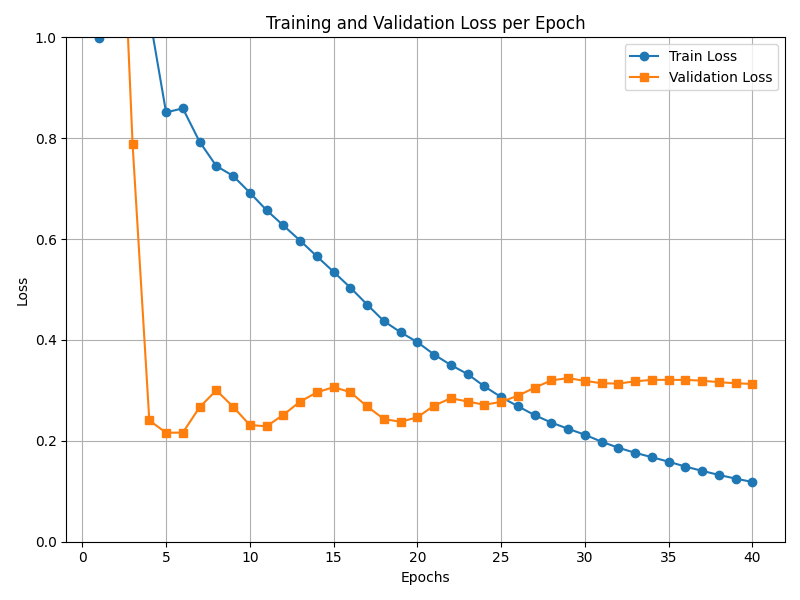 Training and Validation Loss per Epoch
Train Loss
Validation Loss
1.0
0.8
0.6
0.4
0.2
0.0
Loss
0 5 10 15 20 25 30 35 40
Epochs